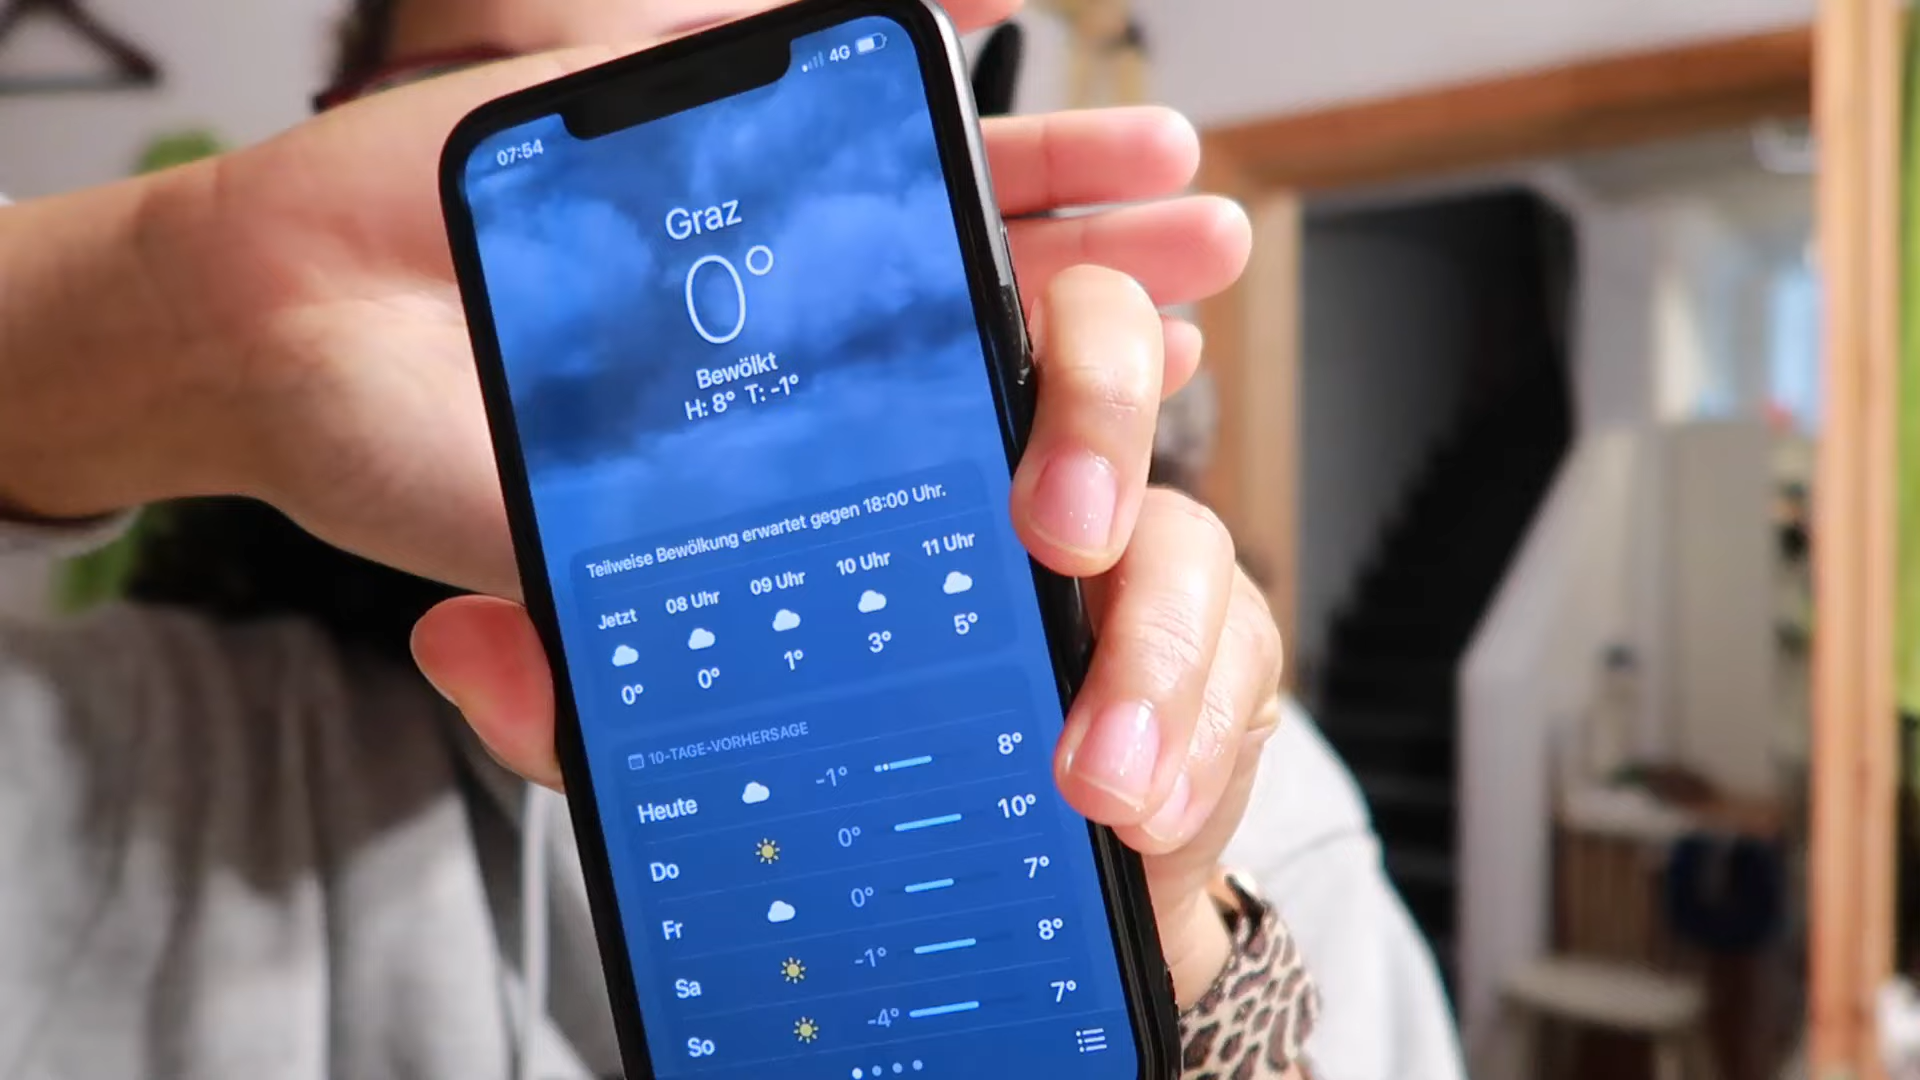 07:54 4G
Graz
0°
Bewölkt
H: 8° T: -1°
Teilweise Bewölkung erwartet gegen 18:00 Uhr.
Jetzt 08 Uhr 09 Uhr 10 Uhr 11 Uhr
0° 0° 1° 3° 5°
10-TAGE-VORHERSAGE
Heute -1° 8°
Do 0° 10°
Fr 0° 7°
Sa -1° 8°
So -4° 7°